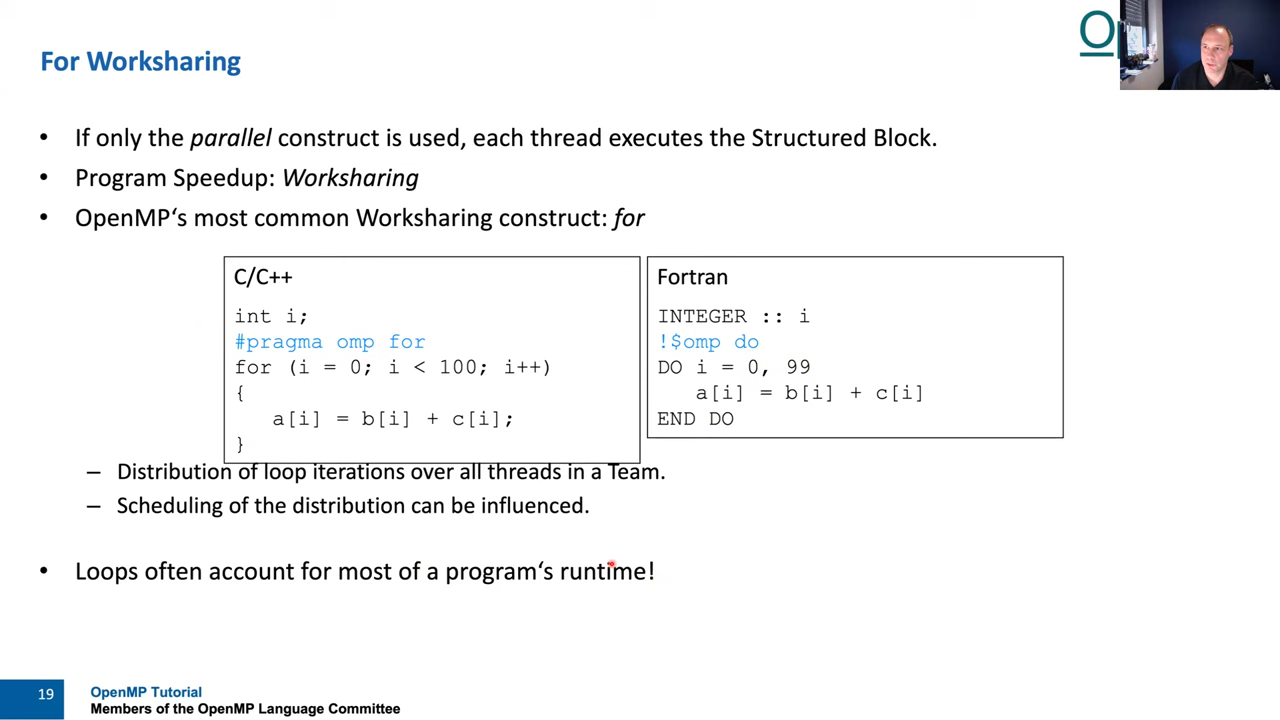 For Worksharing
• If only the parallel construct is used, each thread executes the Structured Block.
• Program Speedup: Worksharing
• OpenMP‘s most common Worksharing construct: for
C/C++
int i;
#pragma omp for
for (i = 0; i < 100; i++)
{
a[i] = b[i] + c[i];
}
Fortran
INTEGER :: i
!$omp do
DO i = 0, 99
a[i] = b[i] + c[i]
END DO
– Distribution of loop iterations over all threads in a Team.
– Scheduling of the distribution can be influenced.
• Loops often account for most of a program‘s runtime!
19
OpenMP Tutorial
Members of the OpenMP Language Committee